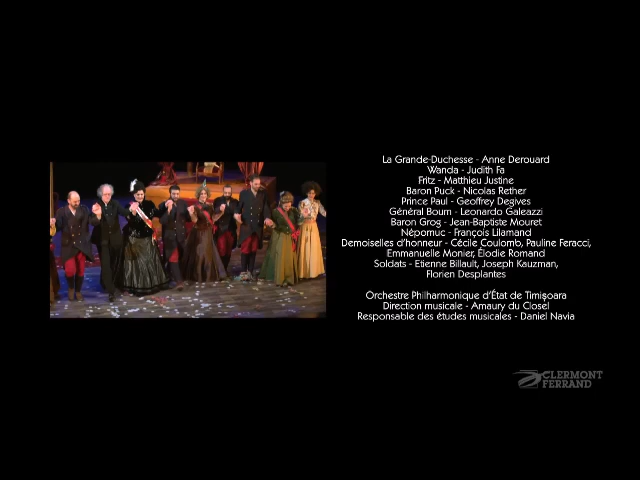 La Grande-Duchesse - Anne Derouard
Wanda - Judith Fa
Fritz - Matthieu Justine
Baron Puck - Nicolas Rether
Prince Paul - Geoffrey Degives
Général Boum - Leonardo Galeazzi
Baron Grog - Jean-Baptiste Mouret
Népomuc - François Lilamand
Demoiselles d'honneur - Cécile Coulomb, Pauline Feracci,
Emmanuelle Monier, Élodie Romand
Soldats - Etienne Billault, Joseph Kauzman,
Florien Desplantes
Orchestre Philharmonique d'État de Timişoara
Direction musicale - Amaury du Closel
Responsable des études musicales - Daniel Navia
CLERMONT
FERRAND